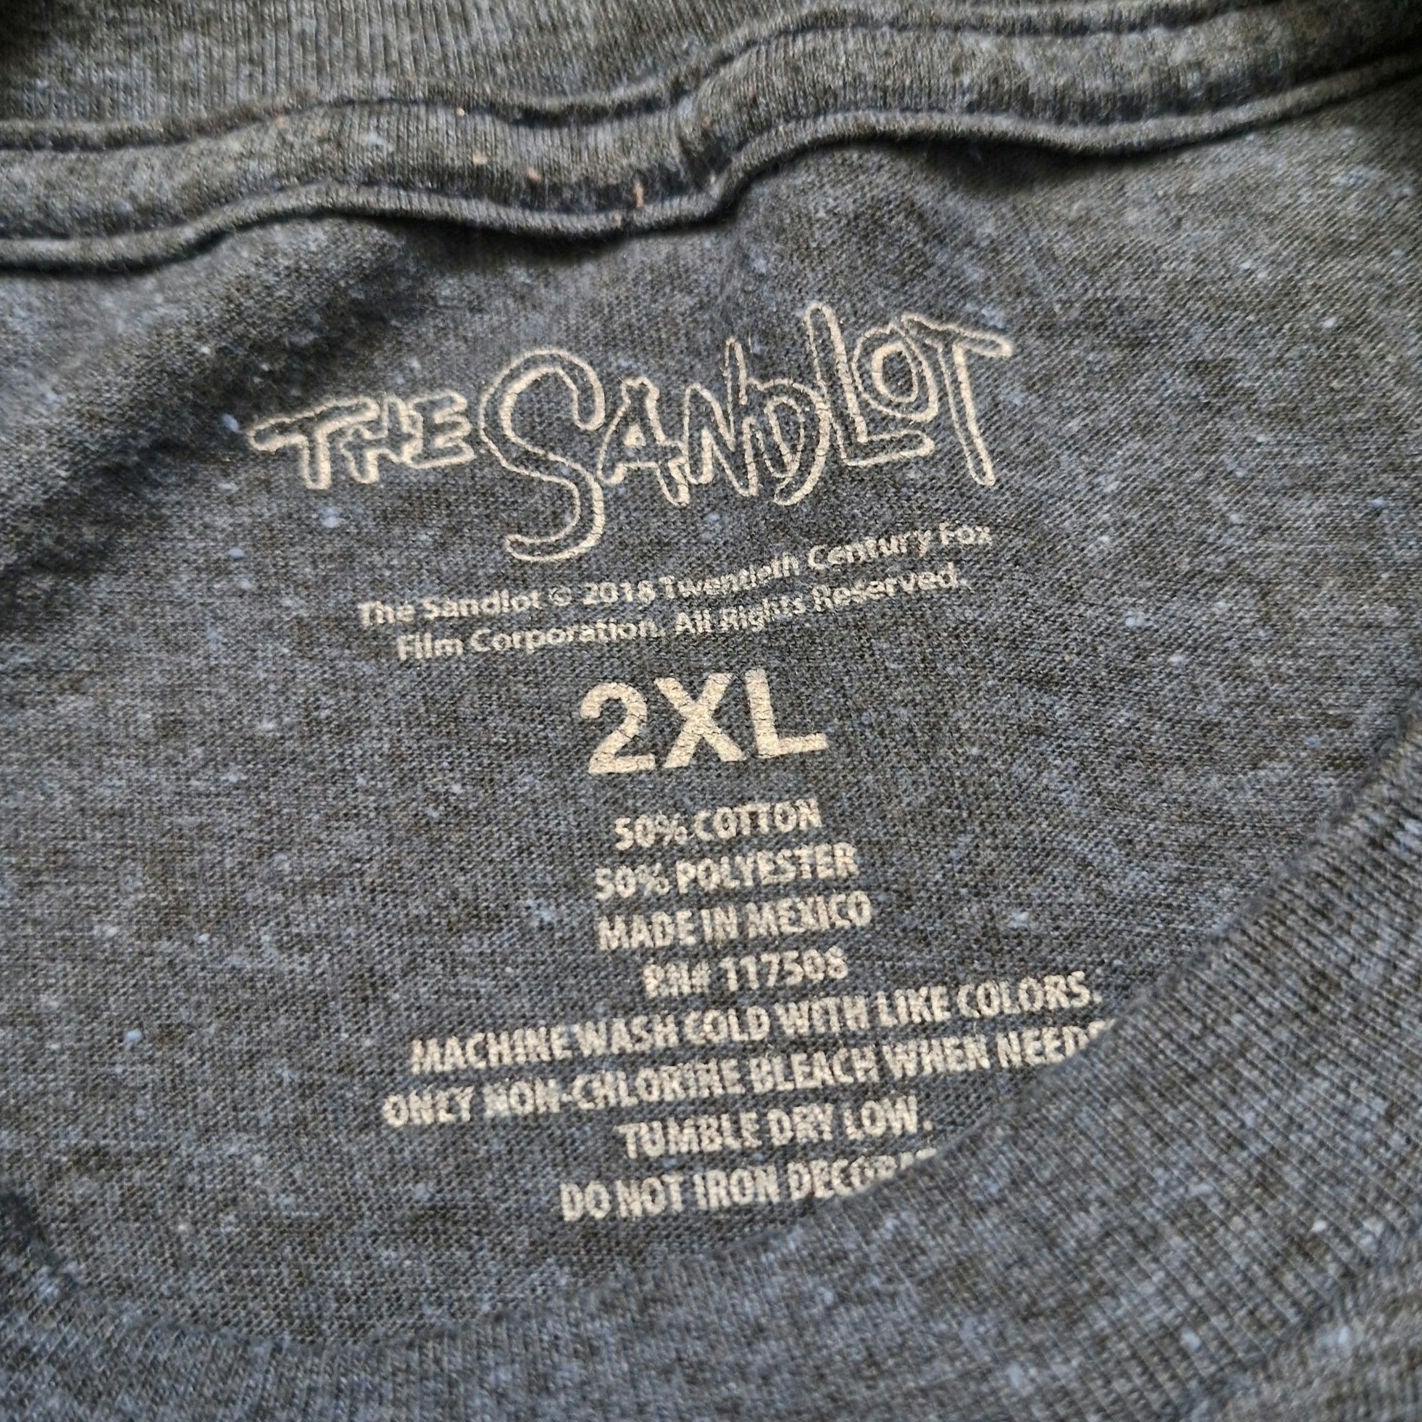 THE SANDLOT
The Sandlot © 2018 Twentieth Century Fox
Film Corporation. All Rights Reserved.
2XL
50% COTTON
50% POLYESTER
MADE IN MEXICO
RN# 117508
MACHINE WASH COLD WITH LIKE COLORS.
ONLY NON-CHLORINE BLEACH WHEN
TUMBLE DRY LOW.
DO NOT IRON